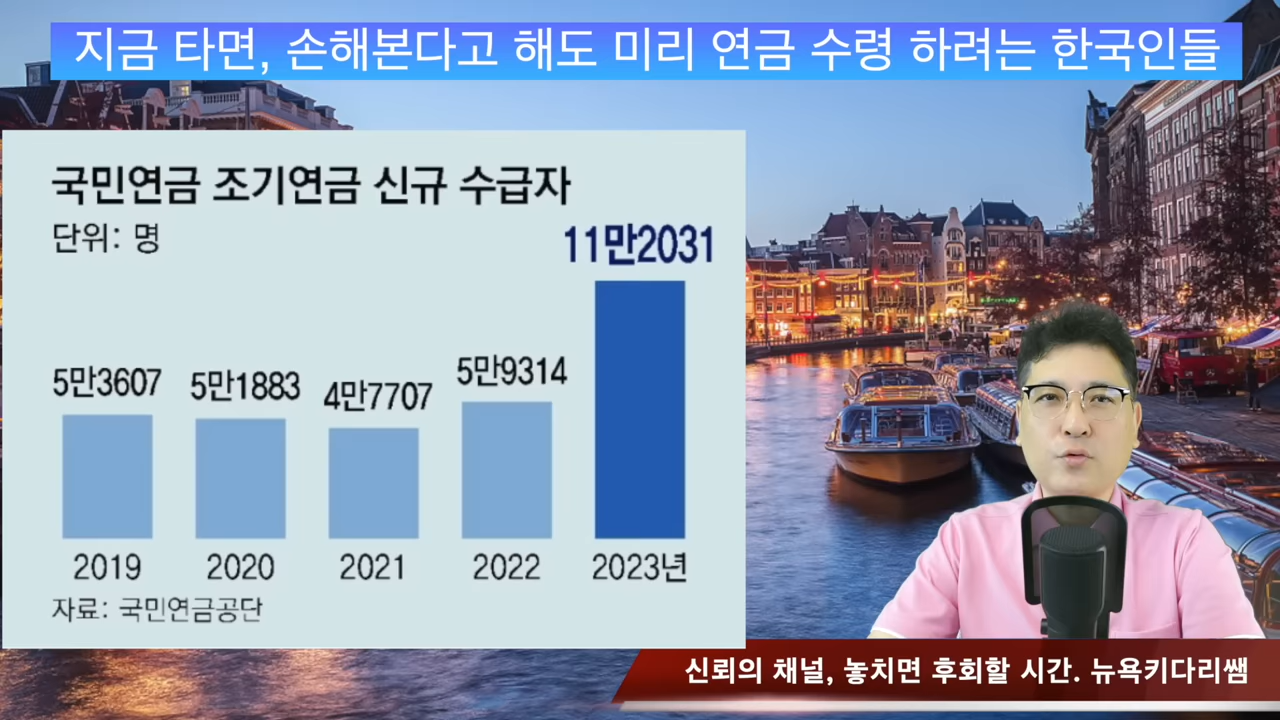 지금 타면, 손해본다고 해도 미리 연금 수령 하려는 한국인들
국민연금 조기연금 신규 수급자
단위: 명
5만3607
5만1883
4만7707
5만9314
11만2031
2019
2020
2021
2022
2023년
자료: 국민연금공단
신뢰의 채널, 놓치면 후회할 시간. 뉴욕키다리쌤